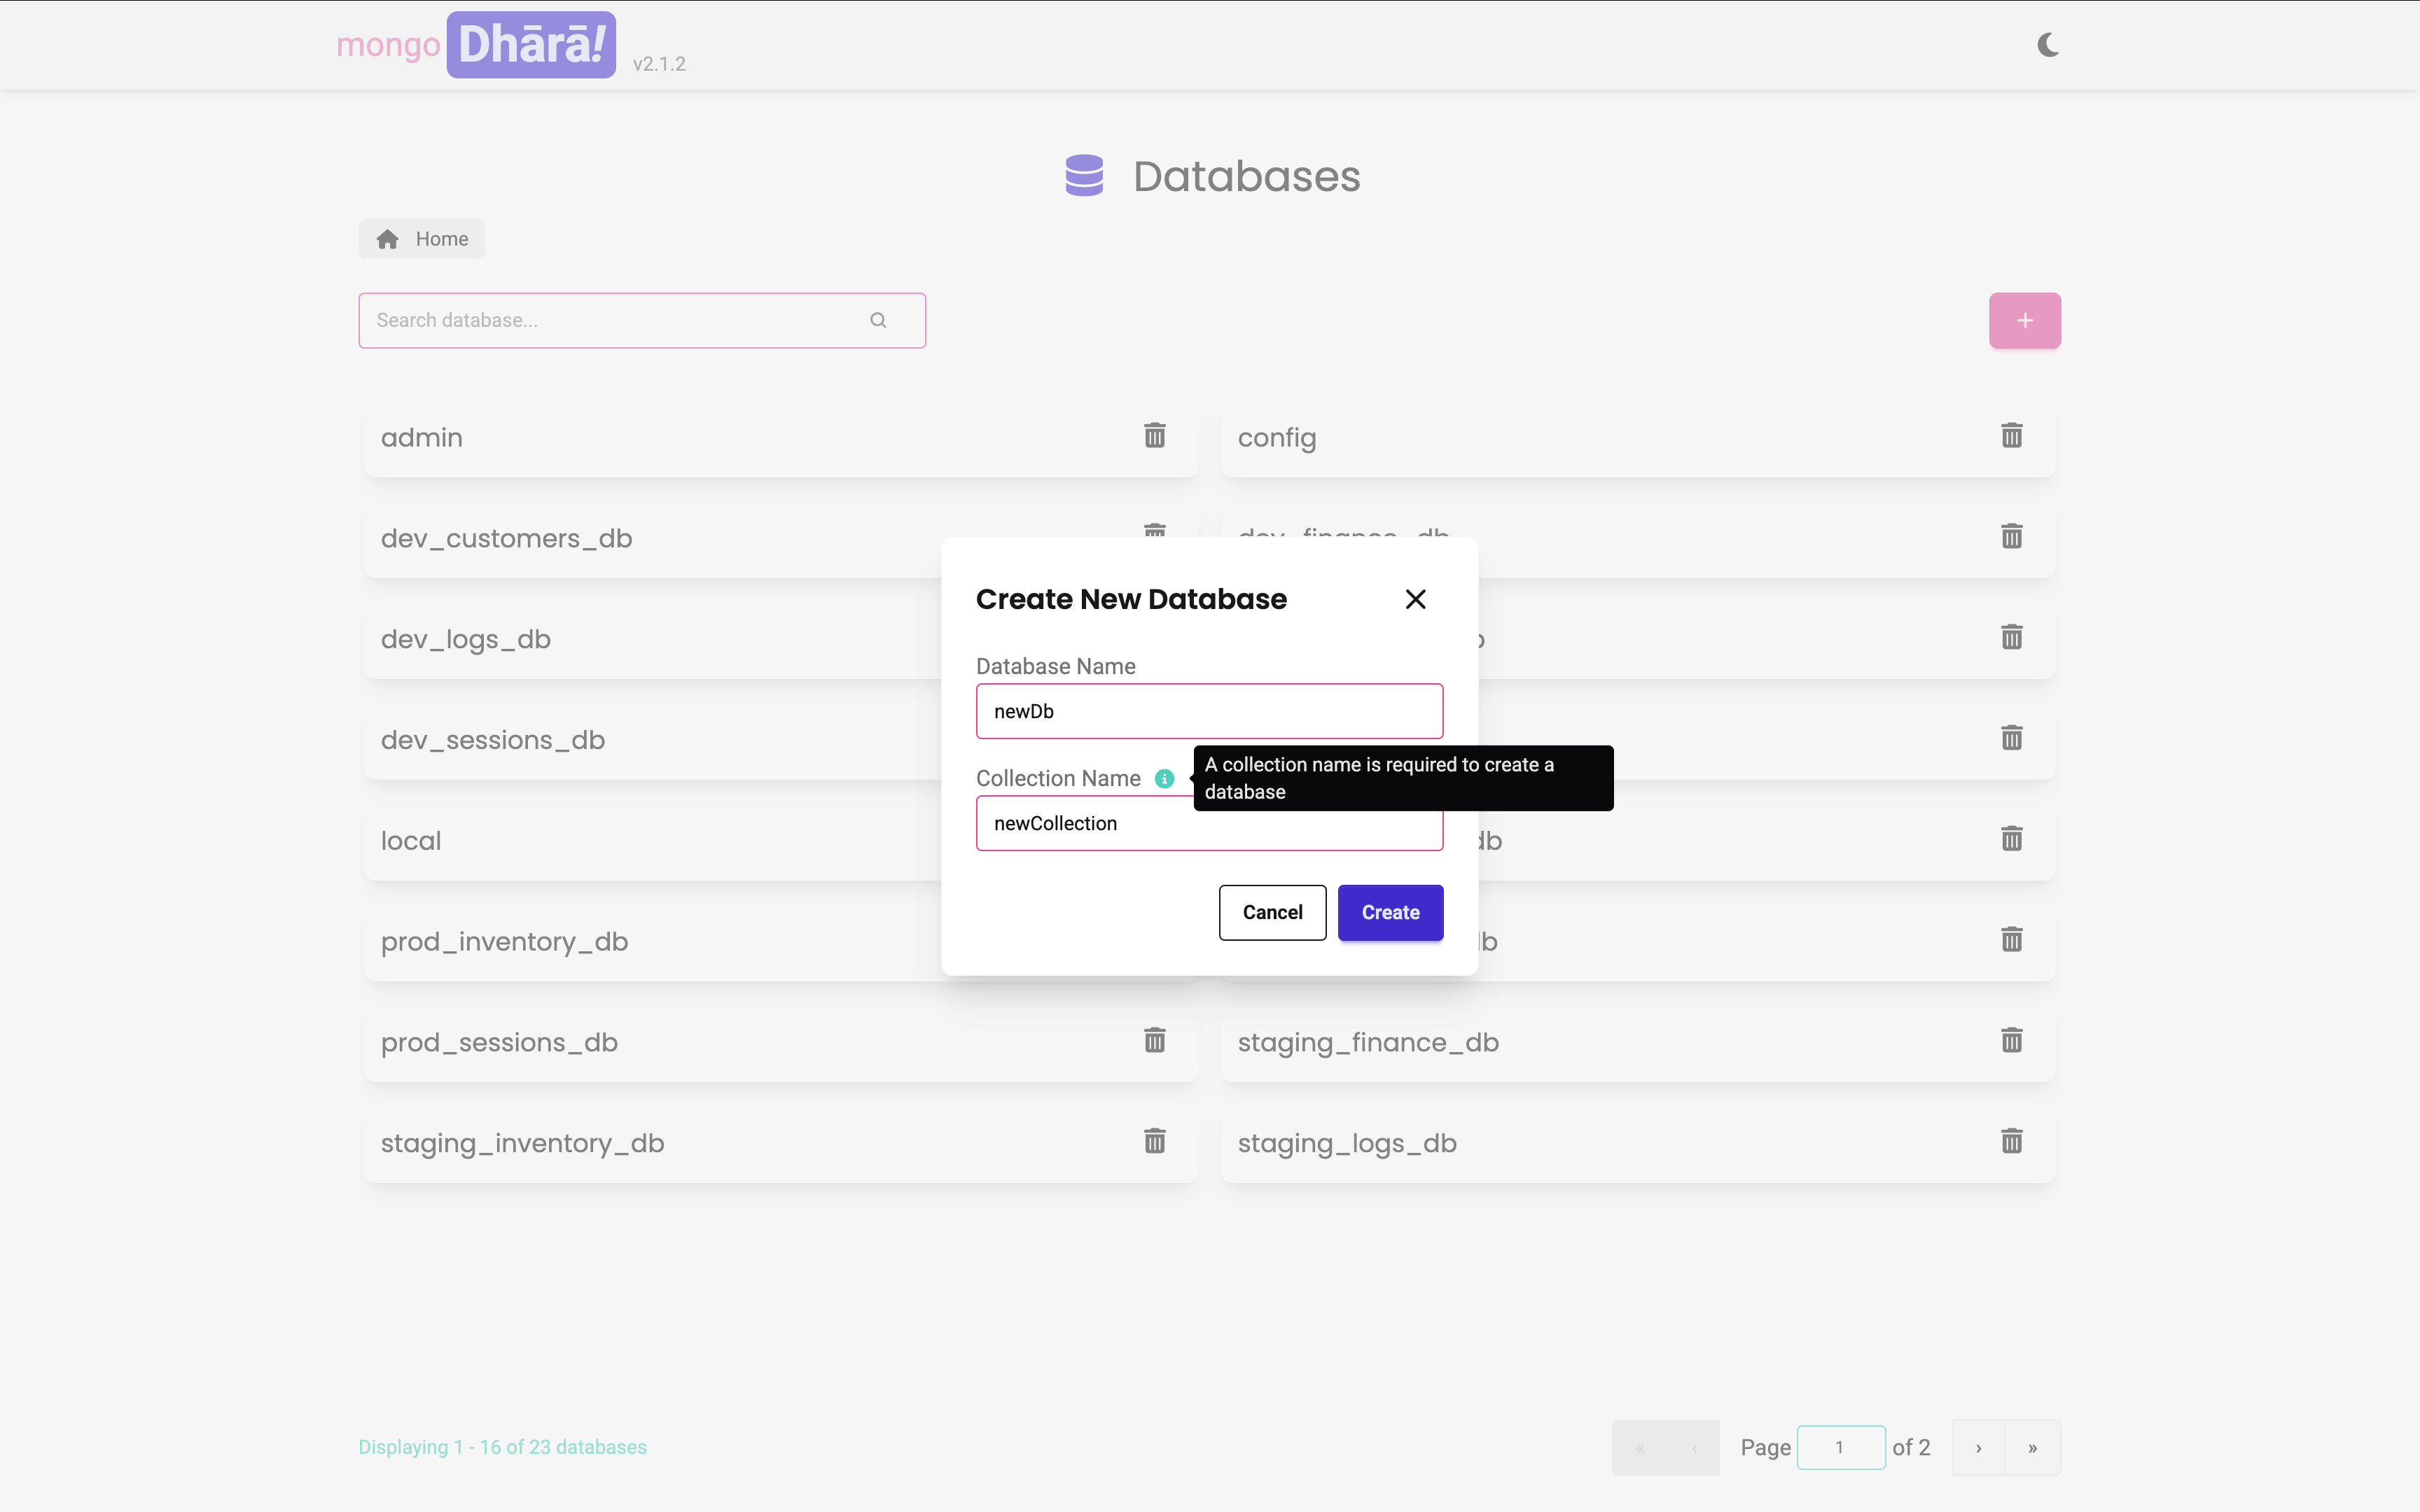 mongo Dhārā! v2.1.2
Databases
Home
Search database...
+
admin
config
dev_customers_db
dev_logs_db
dev_sessions_db
local
prod_inventory_db
prod_sessions_db
staging_finance_db
staging_inventory_db
staging_logs_db
Create New Database
Database Name
newDb
Collection Name
A collection name is required to create a
database
newCollection
Cancel
Create
Displaying 1 - 16 of 23 databases
« ‹ Page 1 of 2 › »